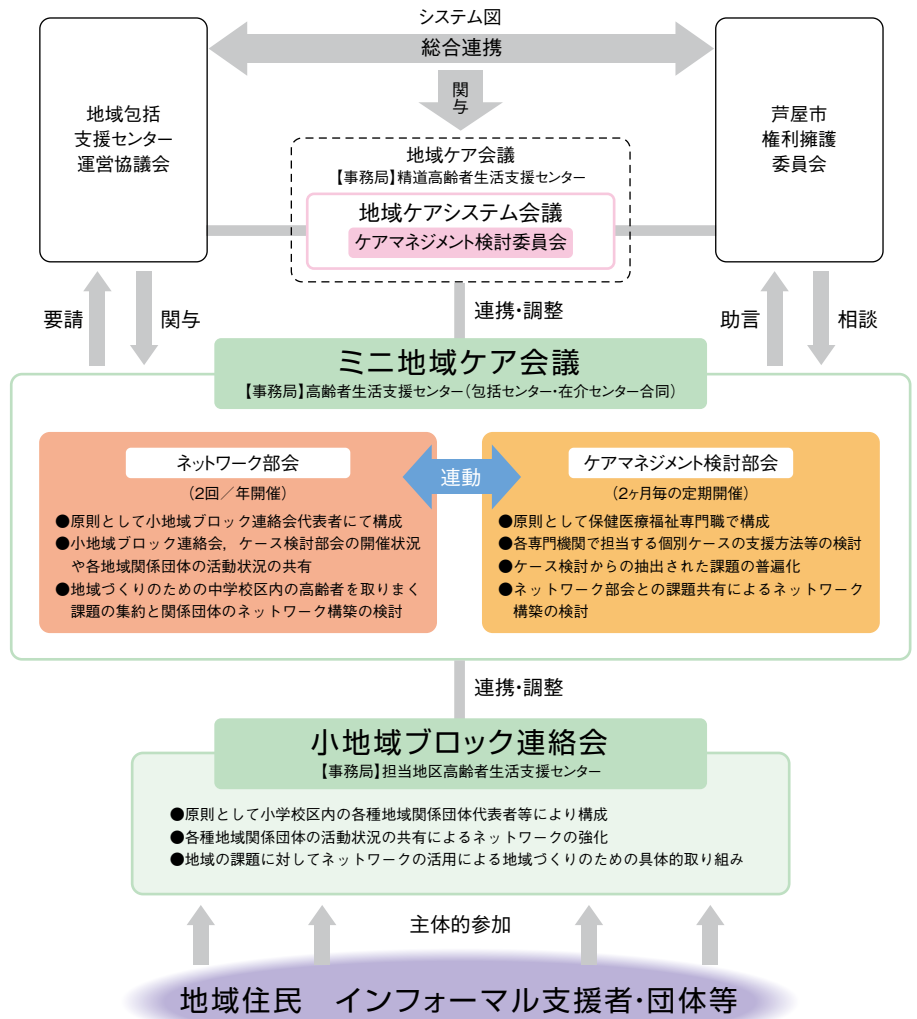 システム図
総合連携
関与
地域包括
支援センター
運営協議会
芦屋市
権利擁護
委員会
地域ケア会議
【事務局】精道高齢者生活支援センター
地域ケアシステム会議
ケアマネジメント検討委員会
要請
関与
連携・調整
助言
相談
ミニ地域ケア会議
【事務局】高齢者生活支援センター(包括センター・在介センター合同)
ネットワーク部会
(2回/年開催)
●原則として小地域ブロック連絡会代表者にて構成
●小地域ブロック連絡会，ケース検討部会の開催状況
や各地域関係団体の活動状況の共有
●地域づくりのための中学校区内の高齢者を取りまく
課題の集約と関係団体のネットワーク構築の検討
連動
ケアマネジメント検討部会
(2ヶ月毎の定期開催)
●原則として保健医療福祉専門職で構成
●各専門機関で担当する個別ケースの支援方法等の検討
●ケース検討からの抽出された課題の普遍化
●ネットワーク部会との課題共有によるネットワーク
構築の検討
連携・調整
小地域ブロック連絡会
【事務局】担当地区高齢者生活支援センター
●原則として小学校区内の各種地域関係団体代表者等により構成
●各種地域関係団体の活動状況の共有によるネットワークの強化
●地域の課題に対してネットワークの活用による地域づくりのための具体的取り組み
主体的参加
地域住民　インフォーマル支援者・団体等